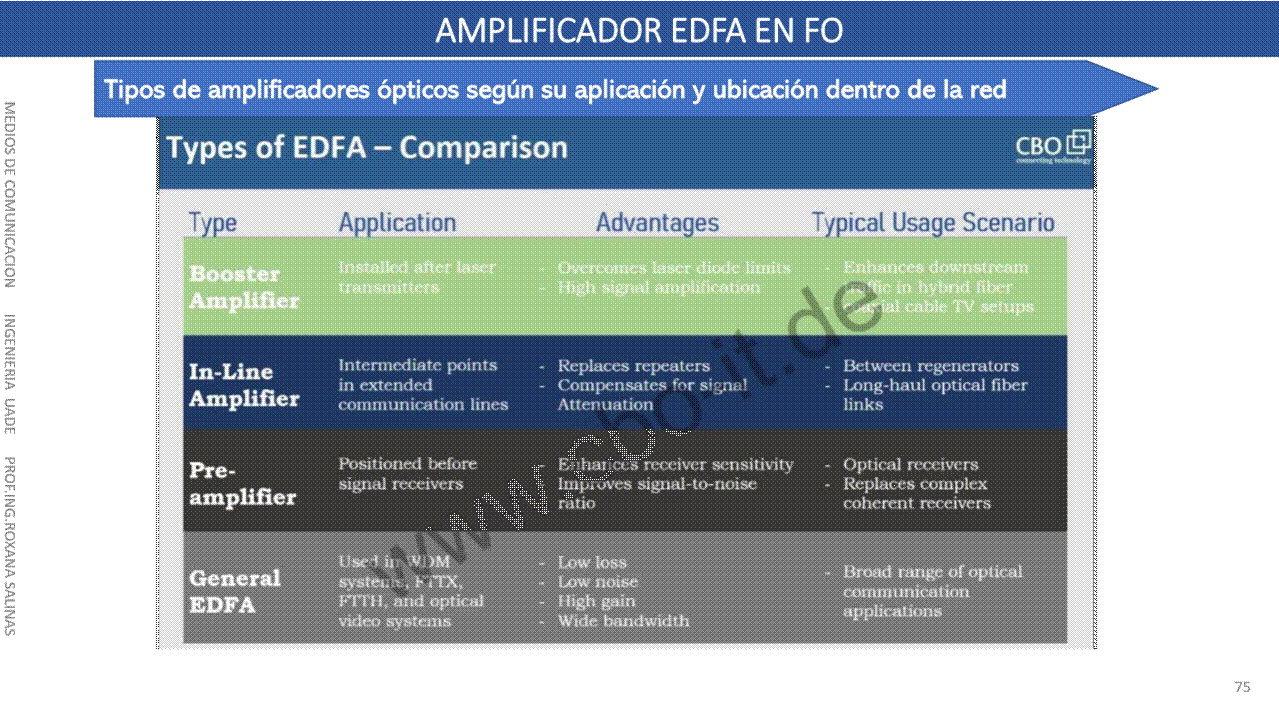 AMPLIFICADOR EDFA EN FO
Tipos de amplificadores ópticos según su aplicación y ubicación dentro de la red
Types of EDFA – Comparison
CBO
connecting technology
Type Application Advantages Typical Usage Scenario
Booster Amplifier
Installed after laser
transmitters
- Overcomes laser diode limits
- High signal amplification
- Enhances downstream
traffic in hybrid fiber
coaxial cable TV setups
In-Line Amplifier
Intermediate points
in extended
communication lines
- Replaces repeaters
- Compensates for signal
Attenuation
- Between regenerators
- Long-haul optical fiber
links
Pre-
amplifier
Positioned before
signal receivers
- Enhances receiver sensitivity
- Improves signal-to-noise
ratio
- Optical receivers
- Replaces complex
coherent receivers
General
EDFA
Used in WDM
systems, FTTX,
FTTH, and optical
video systems
- Low loss
- Low noise
- High gain
- Wide bandwidth
- Broad range of optical
communication
applications
www.cbo-it.de
MEDIOS DE COMUNICACION INGENIERIA UADE PROF.ING.ROXANA SALINAS
75